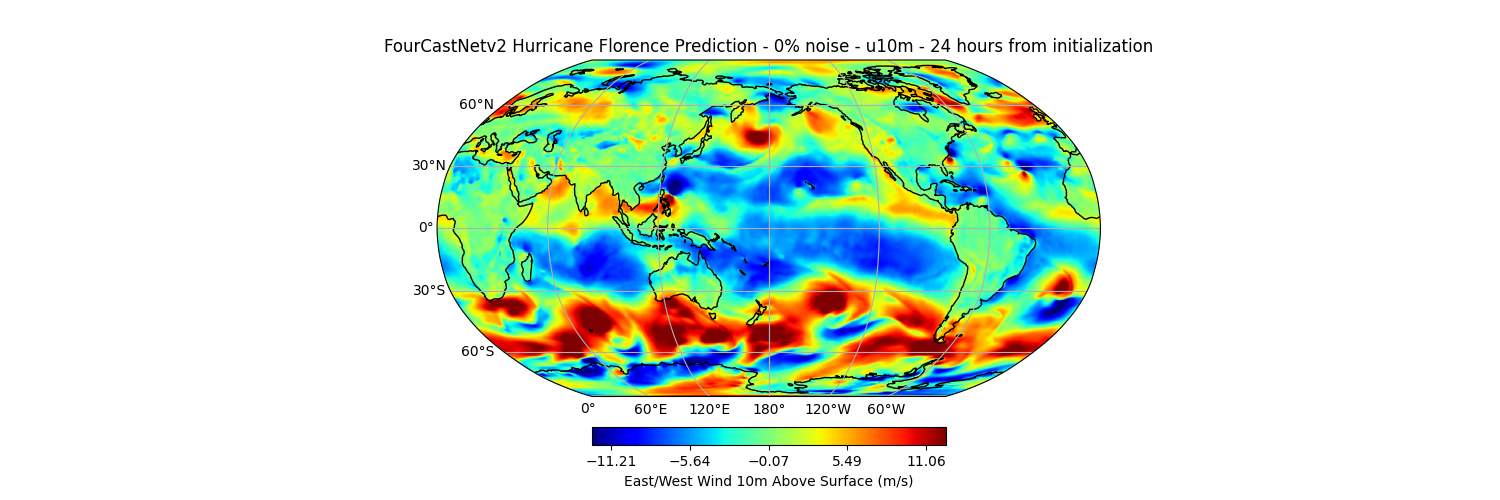 FourCastNetv2 Hurricane Florence Prediction - 0% noise - u10m - 24 hours from initialization
60°N
30°N
0°
30°S
60°S
0° 60°E 120°E 180° 120°W 60°W
−11.21 −5.64 −0.07 5.49 11.06
East/West Wind 10m Above Surface (m/s)